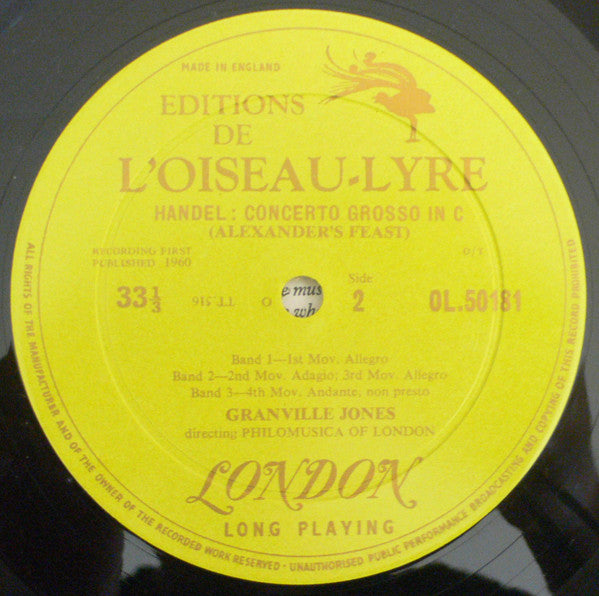 MADE IN ENGLAND
EDITIONS
DE
L'OISEAU-LYRE
HANDEL: CONCERTO GROSSO IN C
(ALEXANDER'S FEAST)
RECORDING FIRST
PUBLISHED 1960
33⅓
TT 516
O
e mus
wh
Side
2
OL.50181
Band 1—1st Mov. Allegro
Band 2—2nd Mov. Adagio; 3rd Mov. Allegro
Band 3—4th Mov. Andante, non presto
GRANVILLE JONES
directing PHILOMUSICA OF LONDON
LONDON
LONG PLAYING
ALL RIGHTS OF THE MANUFACTURER AND OF THE OWNER OF THE RECORDED WORK RESERVED - UNAUTHORISED PUBLIC PERFORMANCE BROADCASTING AND COPYING OF THIS RECORD PROHIBITED